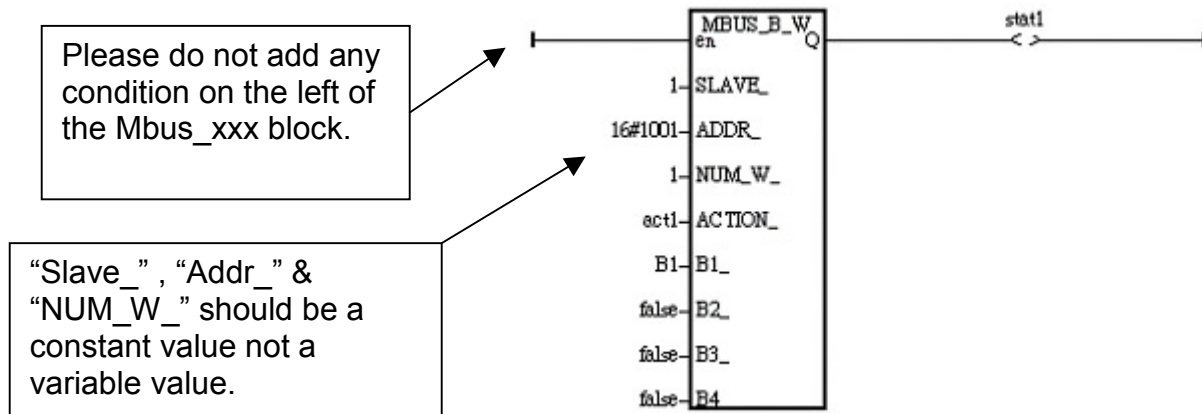 Please do not add any
condition on the left of
the Mbus_xxx block.
“Slave_” , “Addr_” &
“NUM_W_” should be a
constant value not a
variable value.
MBUS_B_W
en Q
stat1
1 SLAVE_
16#1001 ADDR_
1 NUM_W_
act1 ACTION_
B1 B1_
false B2_
false B3_
false B4